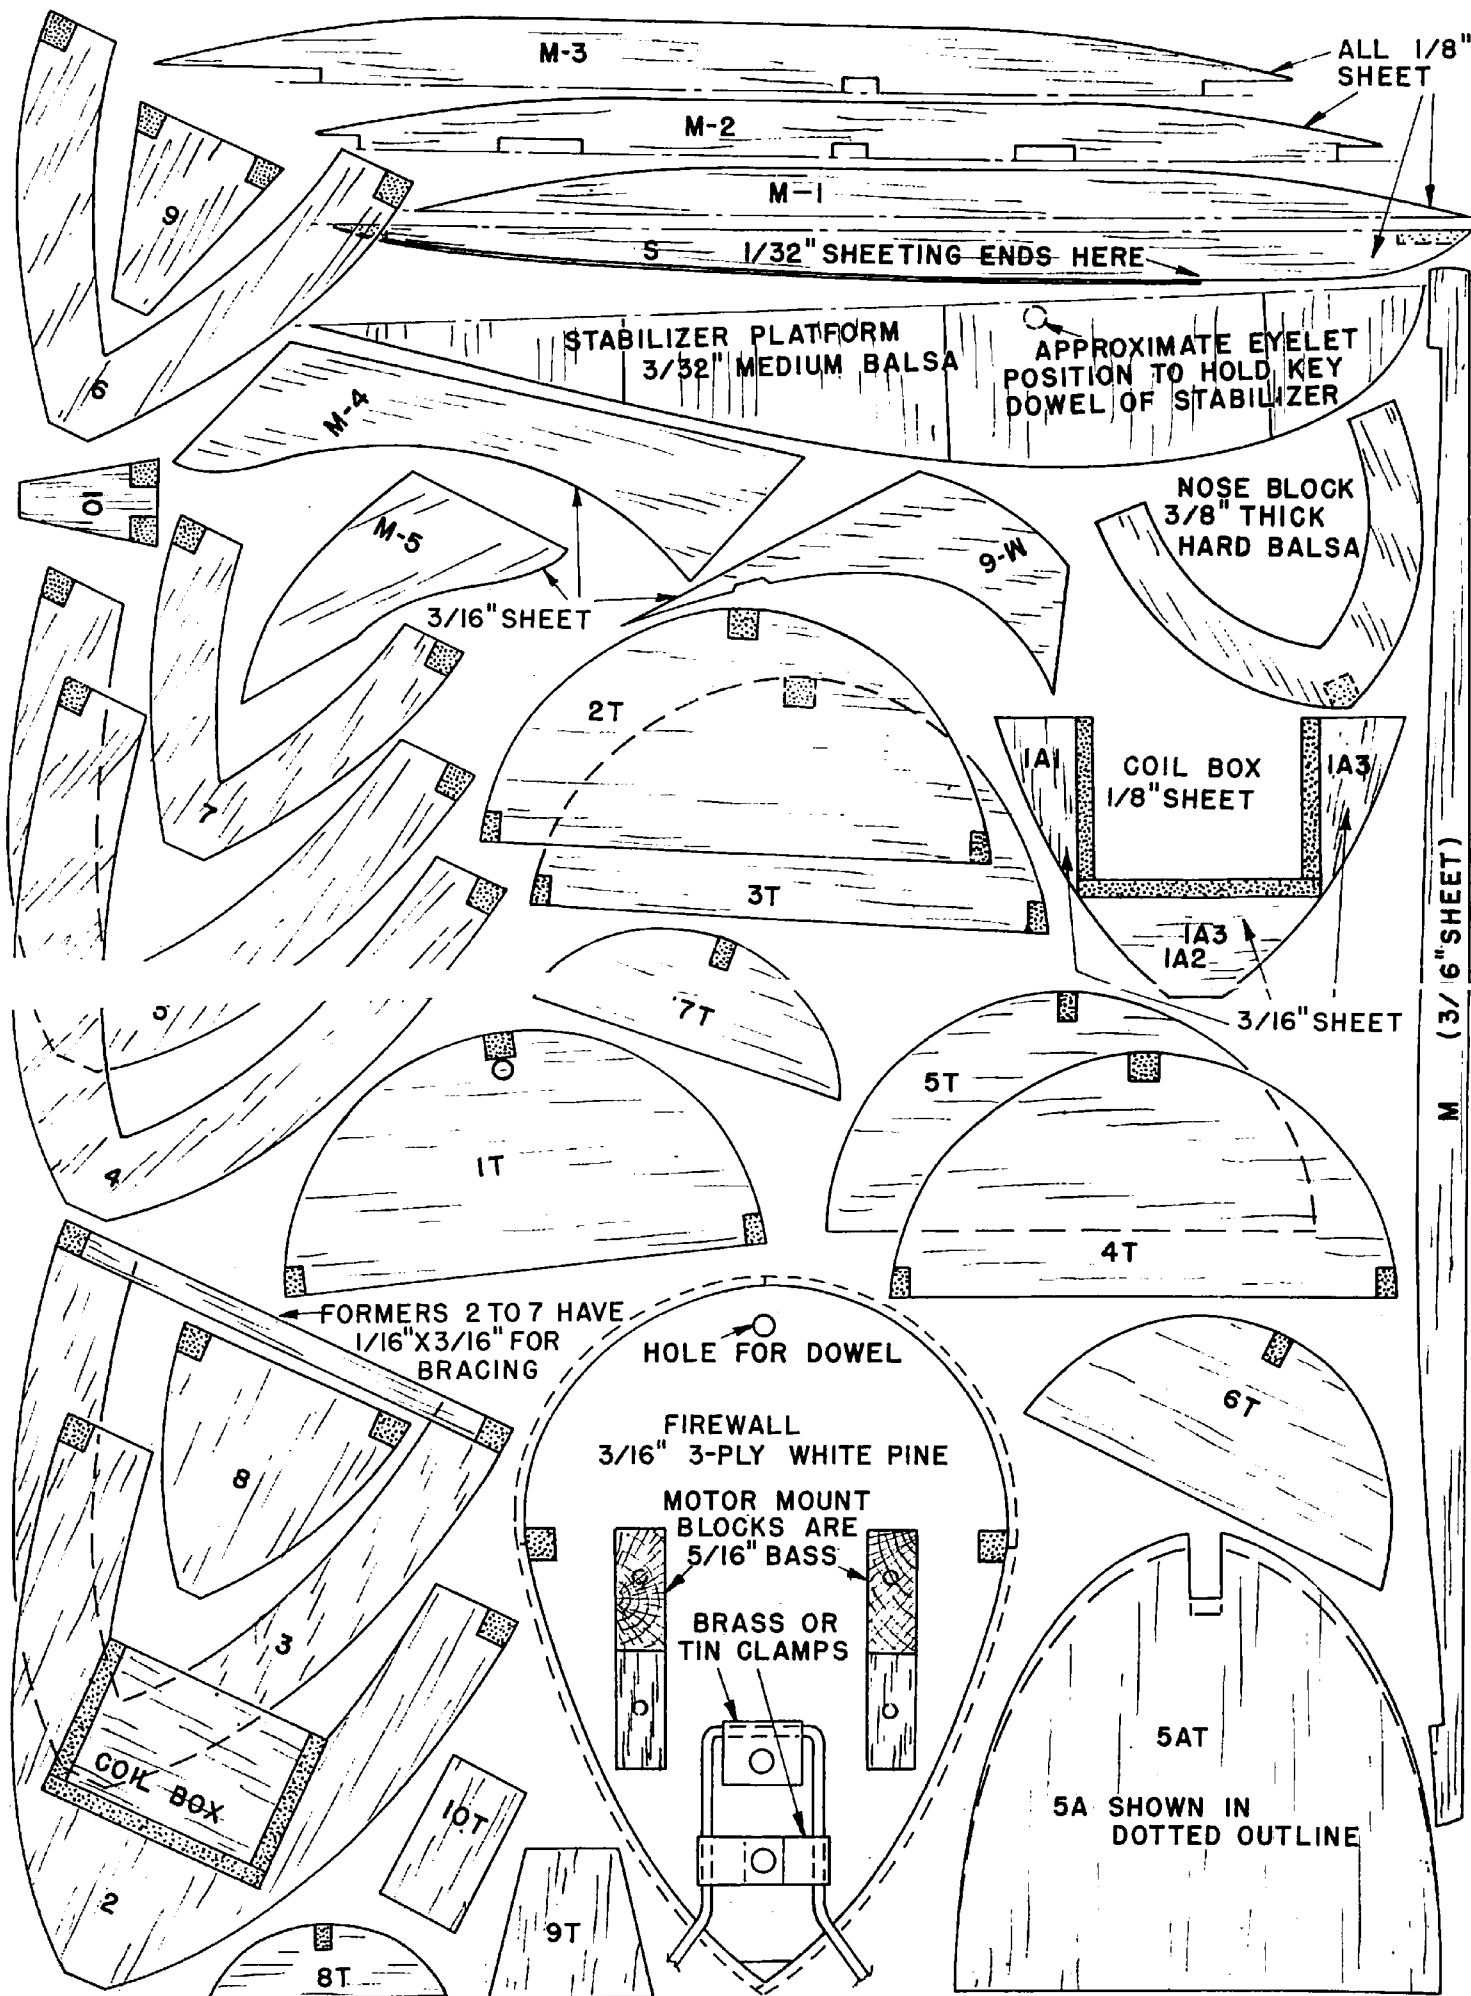 M-3
ALL 1/8"
SHEET
M-2
9
M-1
S
1/32" SHEETING ENDS HERE
STABILIZER PLATFORM
3/32" MEDIUM BALSA
APPROXIMATE EYELET
POSITION TO HOLD KEY
DOWEL OF STABILIZER
6
M-4
10
M-5
M-6
NOSE BLOCK
3/8" THICK
HARD BALSA
3/16" SHEET
2T
7
1A1
COIL BOX
1/8" SHEET
1A3
3T
1A3
1A2
M (3/ 6" SHEET)
7T
3/16" SHEET
5
5T
4
1T
4T
FORMERS 2 TO 7 HAVE
1/16" X 3/16" FOR
BRACING
HOLE FOR DOWEL
6T
FIREWALL
3/16" 3-PLY WHITE PINE
8
MOTOR MOUNT
BLOCKS ARE
5/16" BASS
3
BRASS OR
TIN CLAMPS
5AT
COIL BOX
10T
5A SHOWN IN
DOTTED OUTLINE
2
9T
8T